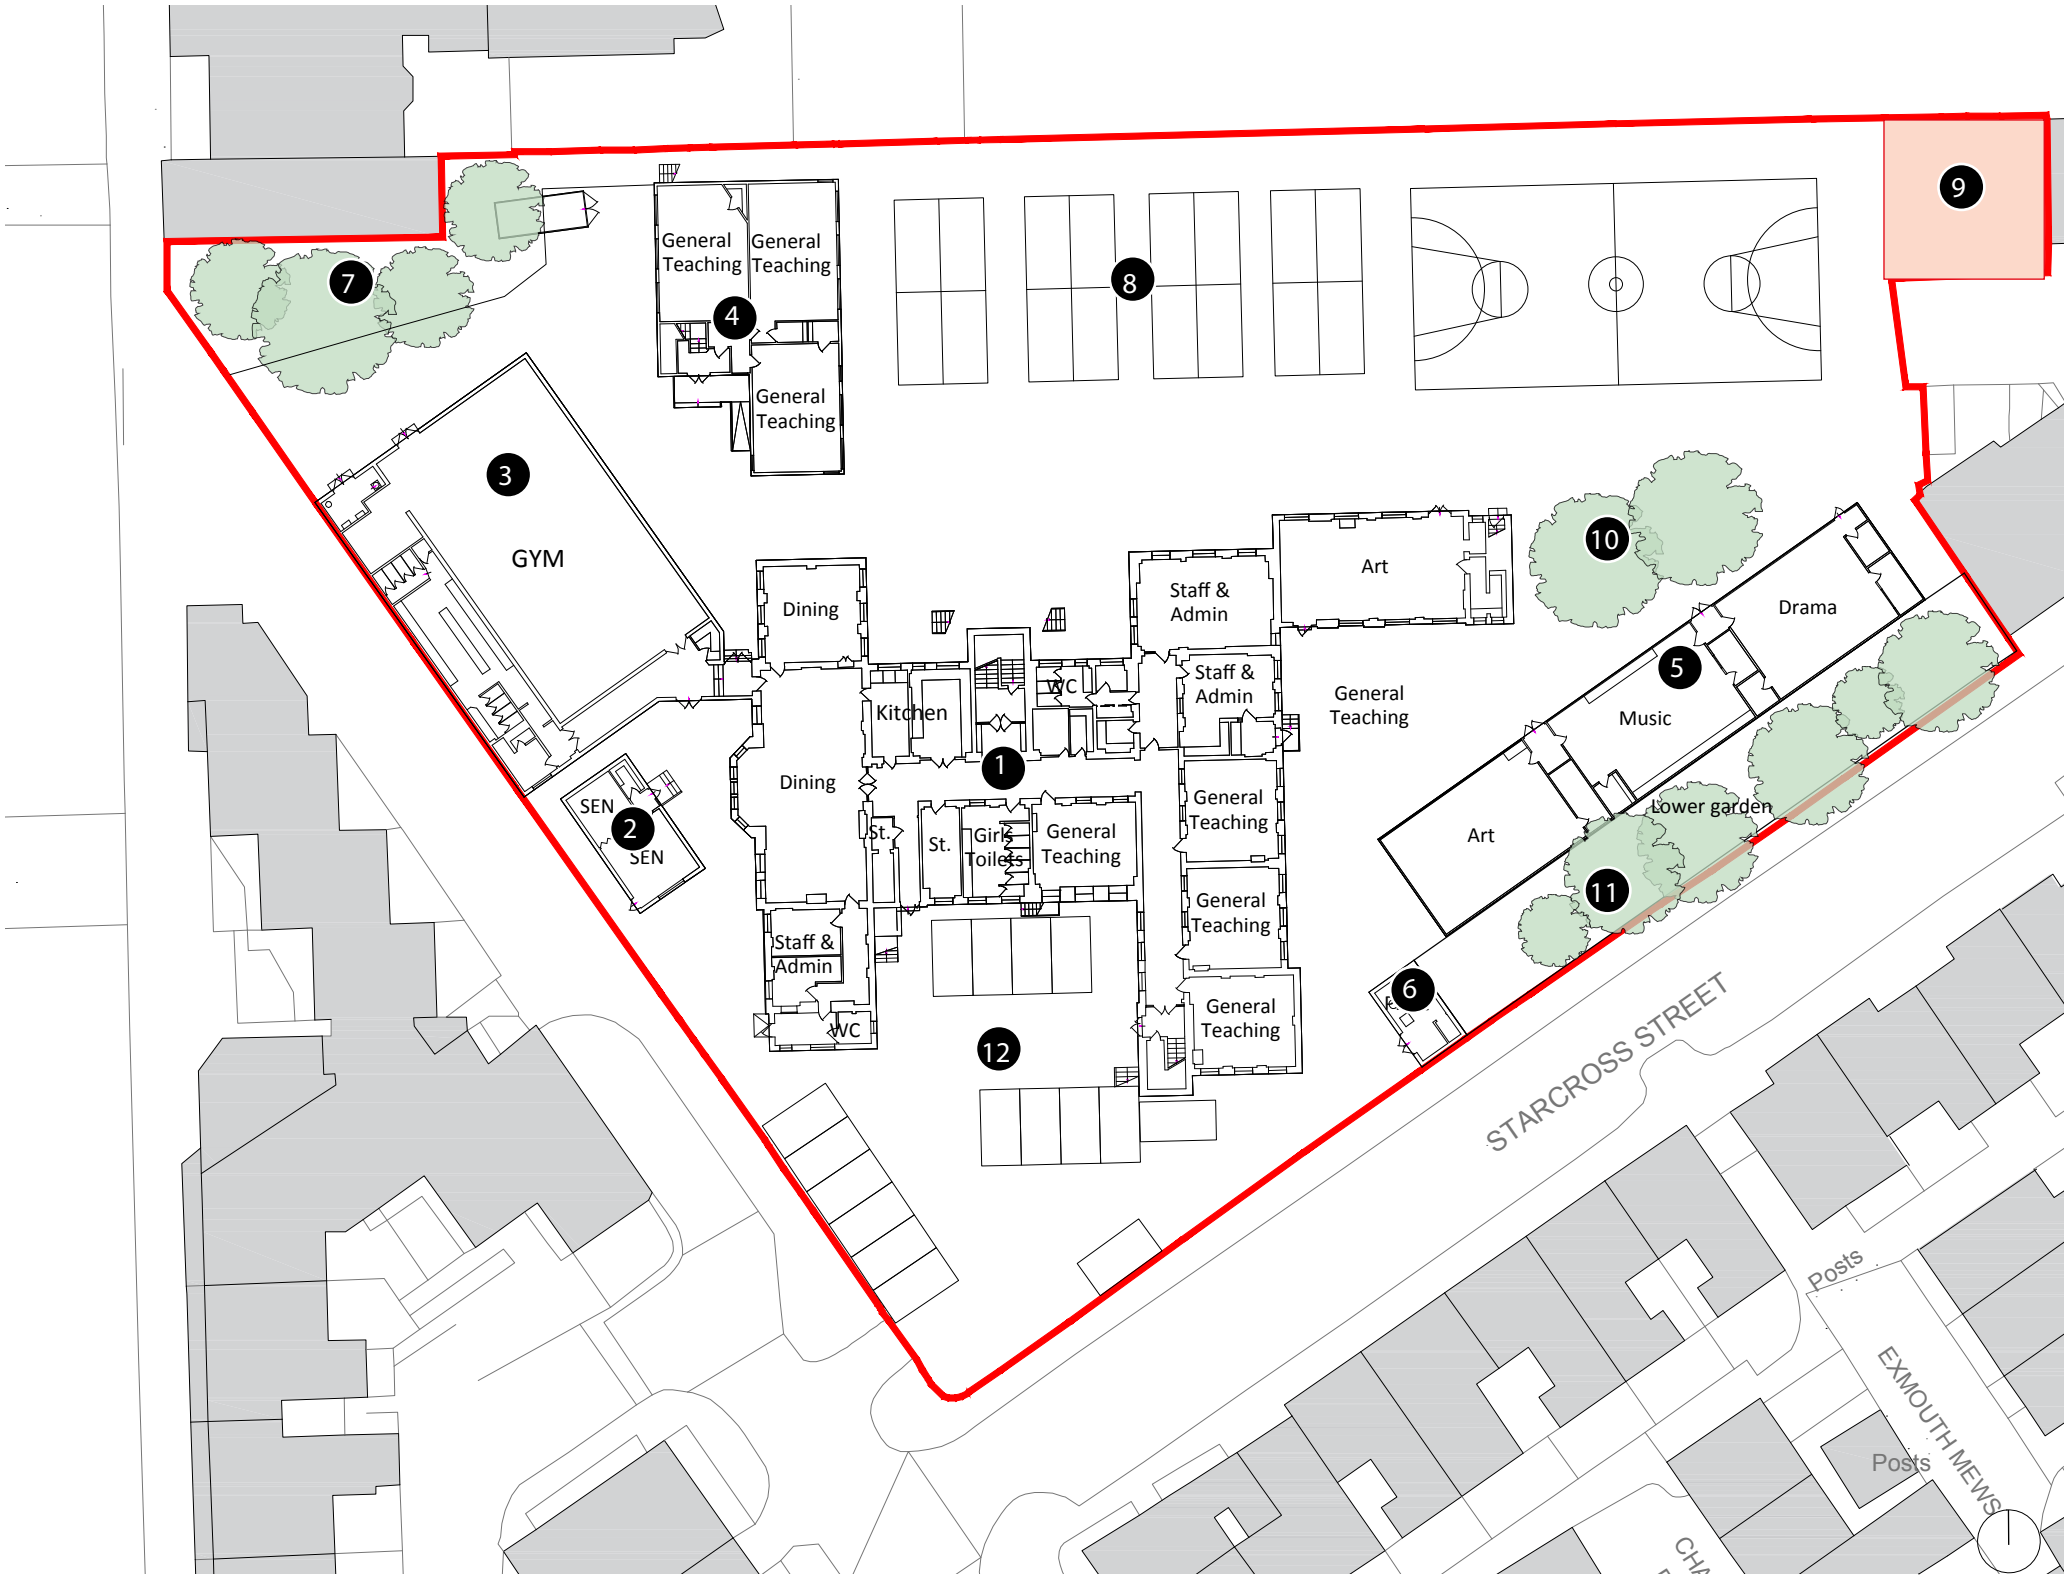 9
7
8
General
Teaching
General
Teaching
4
General
Teaching
3
GYM
10
Art
Dining
Staff &
Admin
Drama
5
Staff &
Admin
WC
General
Teaching
Kitchen
Music
1
Dining
SEN
2
SEN
General
Teaching
Lower garden
St.
St.
Girls
Toilets
General
Teaching
Art
11
General
Teaching
Staff &
Admin
6
General
Teaching
WC
12
STARCROSS STREET
Posts
EXMOUTH MEWS
Posts
CHA